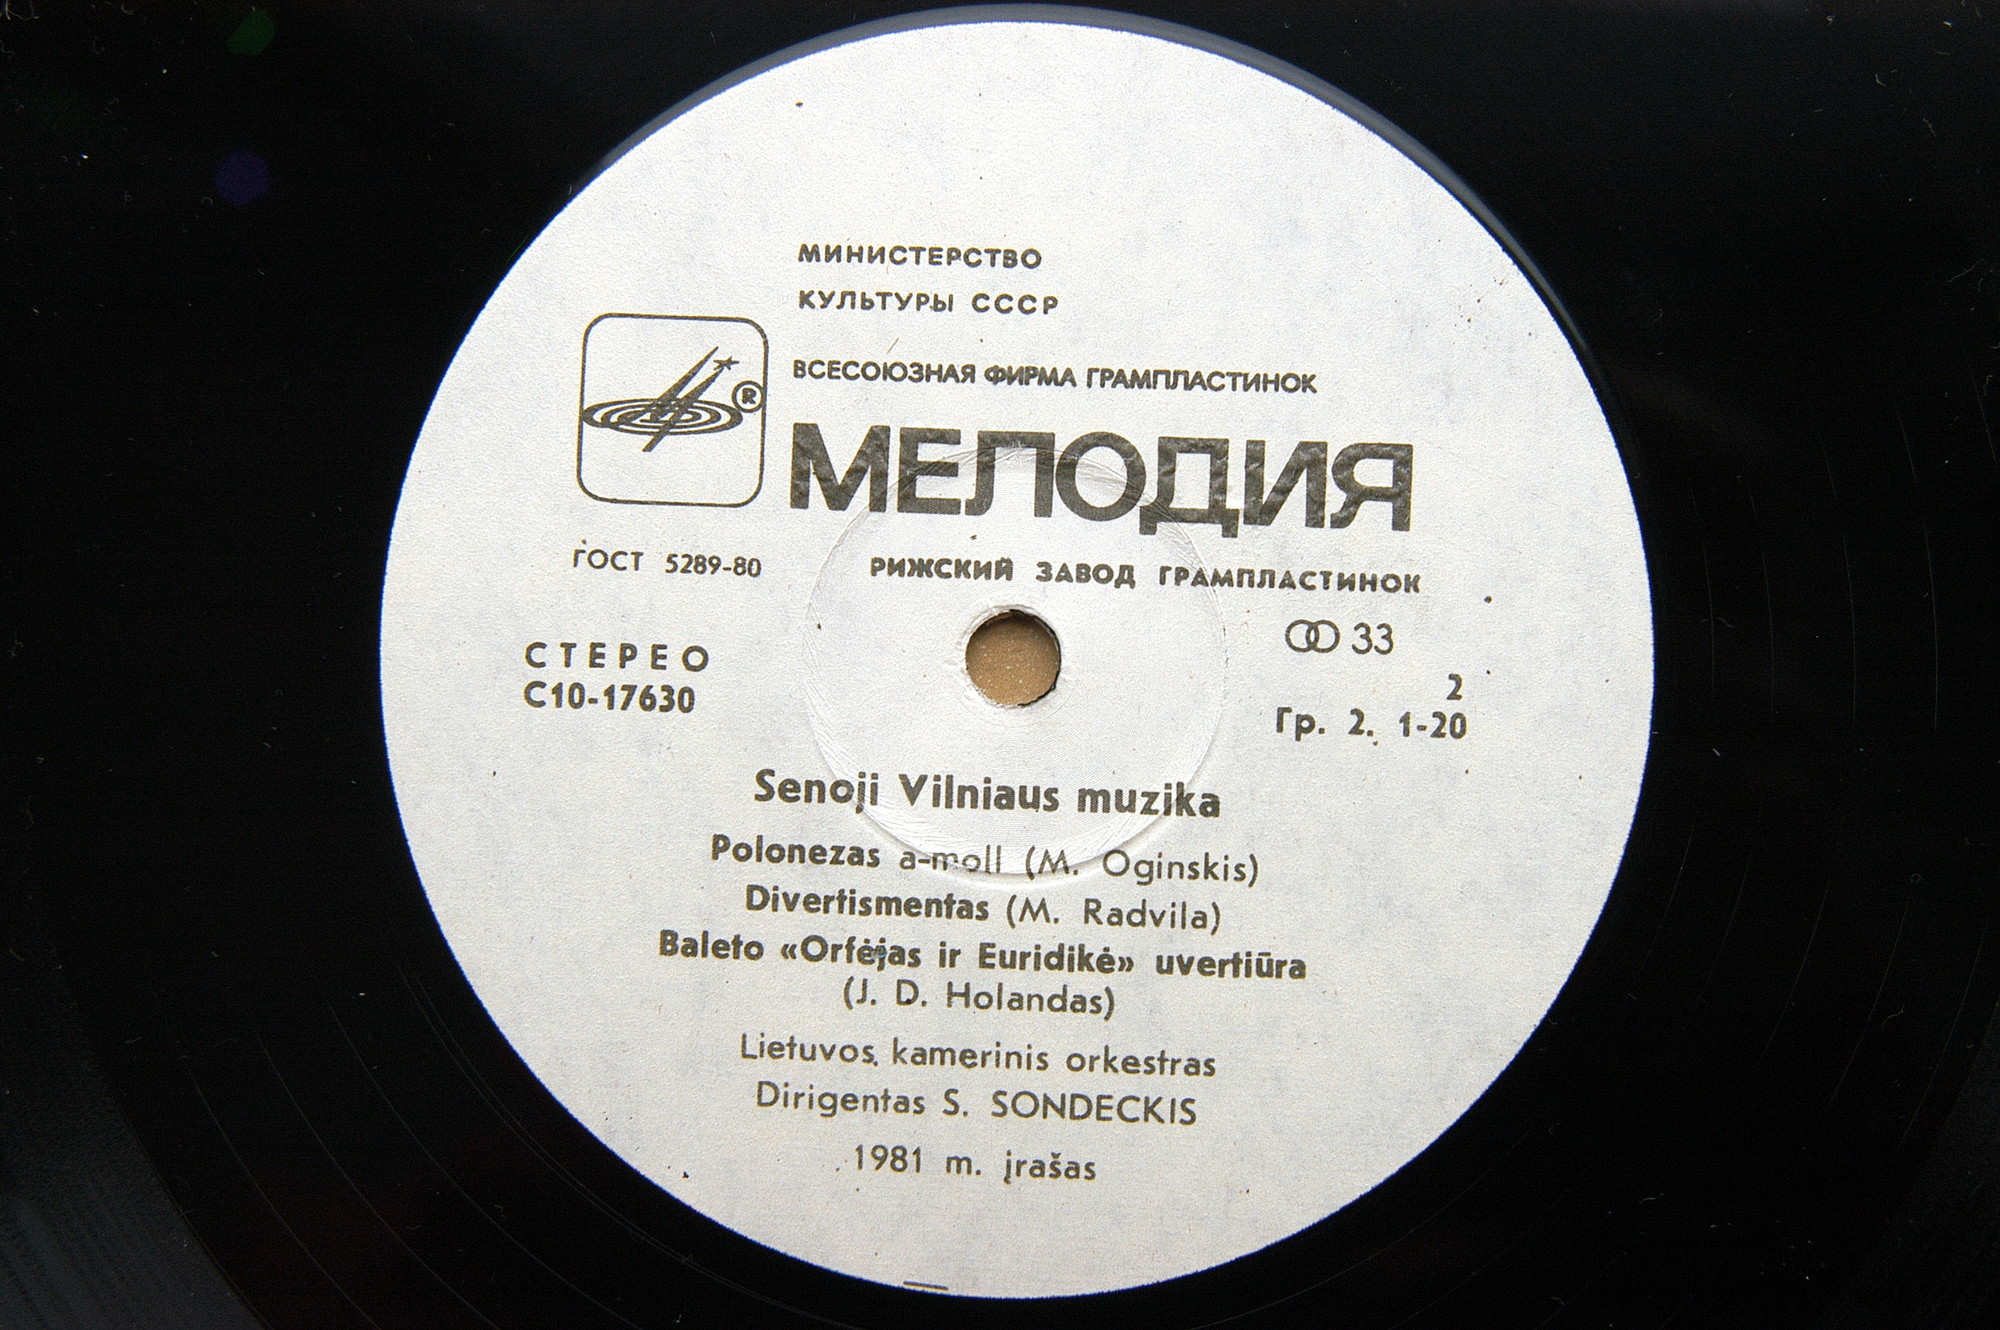 МИНИСТЕРСТВО
КУЛЬТУРЫ СССР
ВСЕСОЮЗНАЯ ФИРМА ГРАМПЛАСТИНОК
®
МЕЛОДИЯ
ГОСТ 5289-80
РИЖСКИЙ ЗАВОД ГРАМПЛАСТИНОК
СТЕРЕО
33
С10-17630
2
Гр. 2. 1-20
Senoji Vilniaus muzika
Polonezas a-moll (M. Oginskis)
Divertismentas (M. Radvila)
Baleto «Orfėjas ir Euridikė» uvertiūra
(J. D. Holandas)
Lietuvos kamerinis orkestras
Dirigentas S. SONDECKIS
1981 m. įrašas